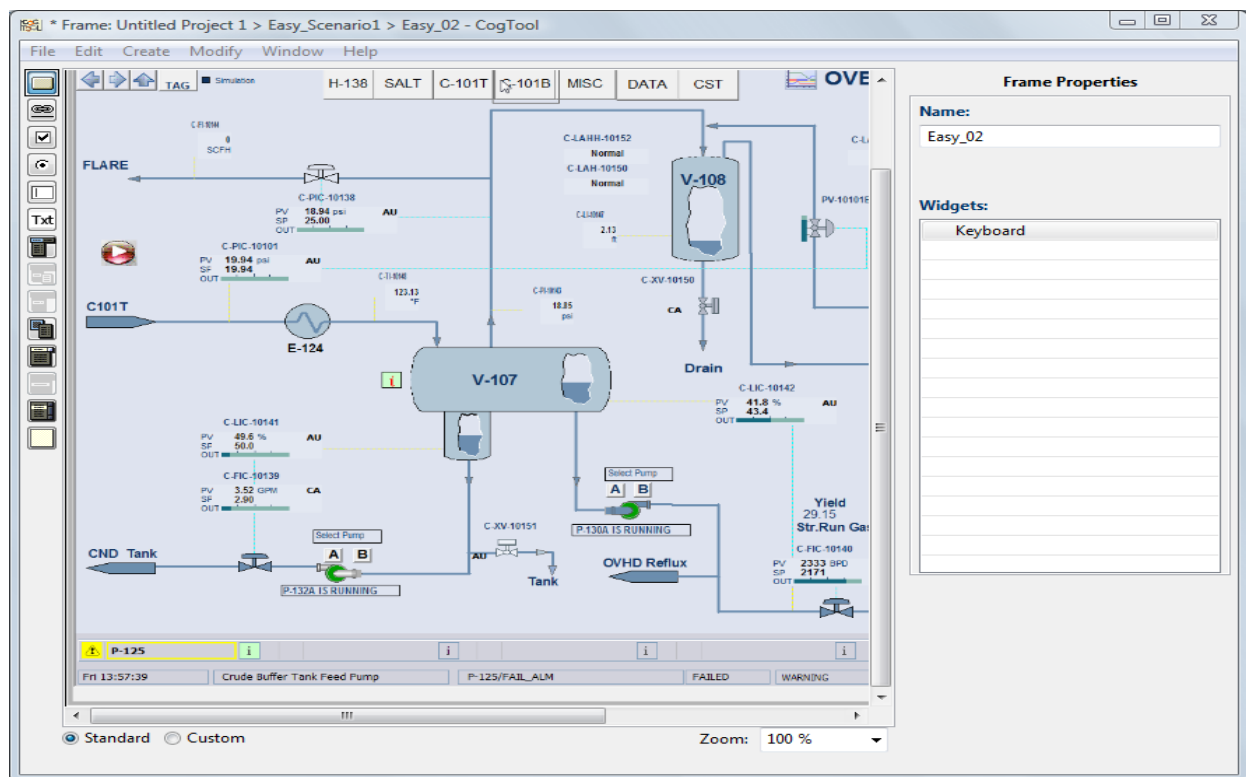 * Frame: Untitled Project 1 > Easy_Scenario1 > Easy_02 - CogTool
File Edit Create Modify Window Help
TAG
Simulation
H-138 SALT C-101T S-101B MISC DATA CST
OVE
Frame Properties
Name:
Easy_02
Widgets:
Keyboard
Txt
0
SCFH
FLARE
C-LAHH-10152
Normal
C-LAH-10150
Normal
V-108
C-PIC-10138
PV 18.94 psi AU
SP 25.00
OUT
2.13
ft
PV-10101B
C-PIC-10101
PV 19.94 psi AU
SP 19.94
OUT
123.13
°F
18.85
psi
C-XV-10150
CA
C101T
E-124
Drain
V-107
i
C-LIC-10142
PV 41.8 % AU
SP 43.4
OUT
C-LIC-10141
PV 49.6 % AU
SP 50.0
OUT
C-FIC-10139
PV 3.52 GPM CA
SP 2.90
OUT
Select Pump
A B
P-130A IS RUNNING
Yield
29.15
Str.Run Ga
Select Pump
A B
P-132A IS RUNNING
CND Tank
C-XV-10151
AU
Tank
OVHD Reflux
C-FIC-10140
PV 2333 BPD
SP 2171
OUT
P-125 i i i i
Fri 13:57:39 Crude Buffer Tank Feed Pump P-125/FAIL_ALM FAILED WARNING
Standard Custom Zoom: 100 %